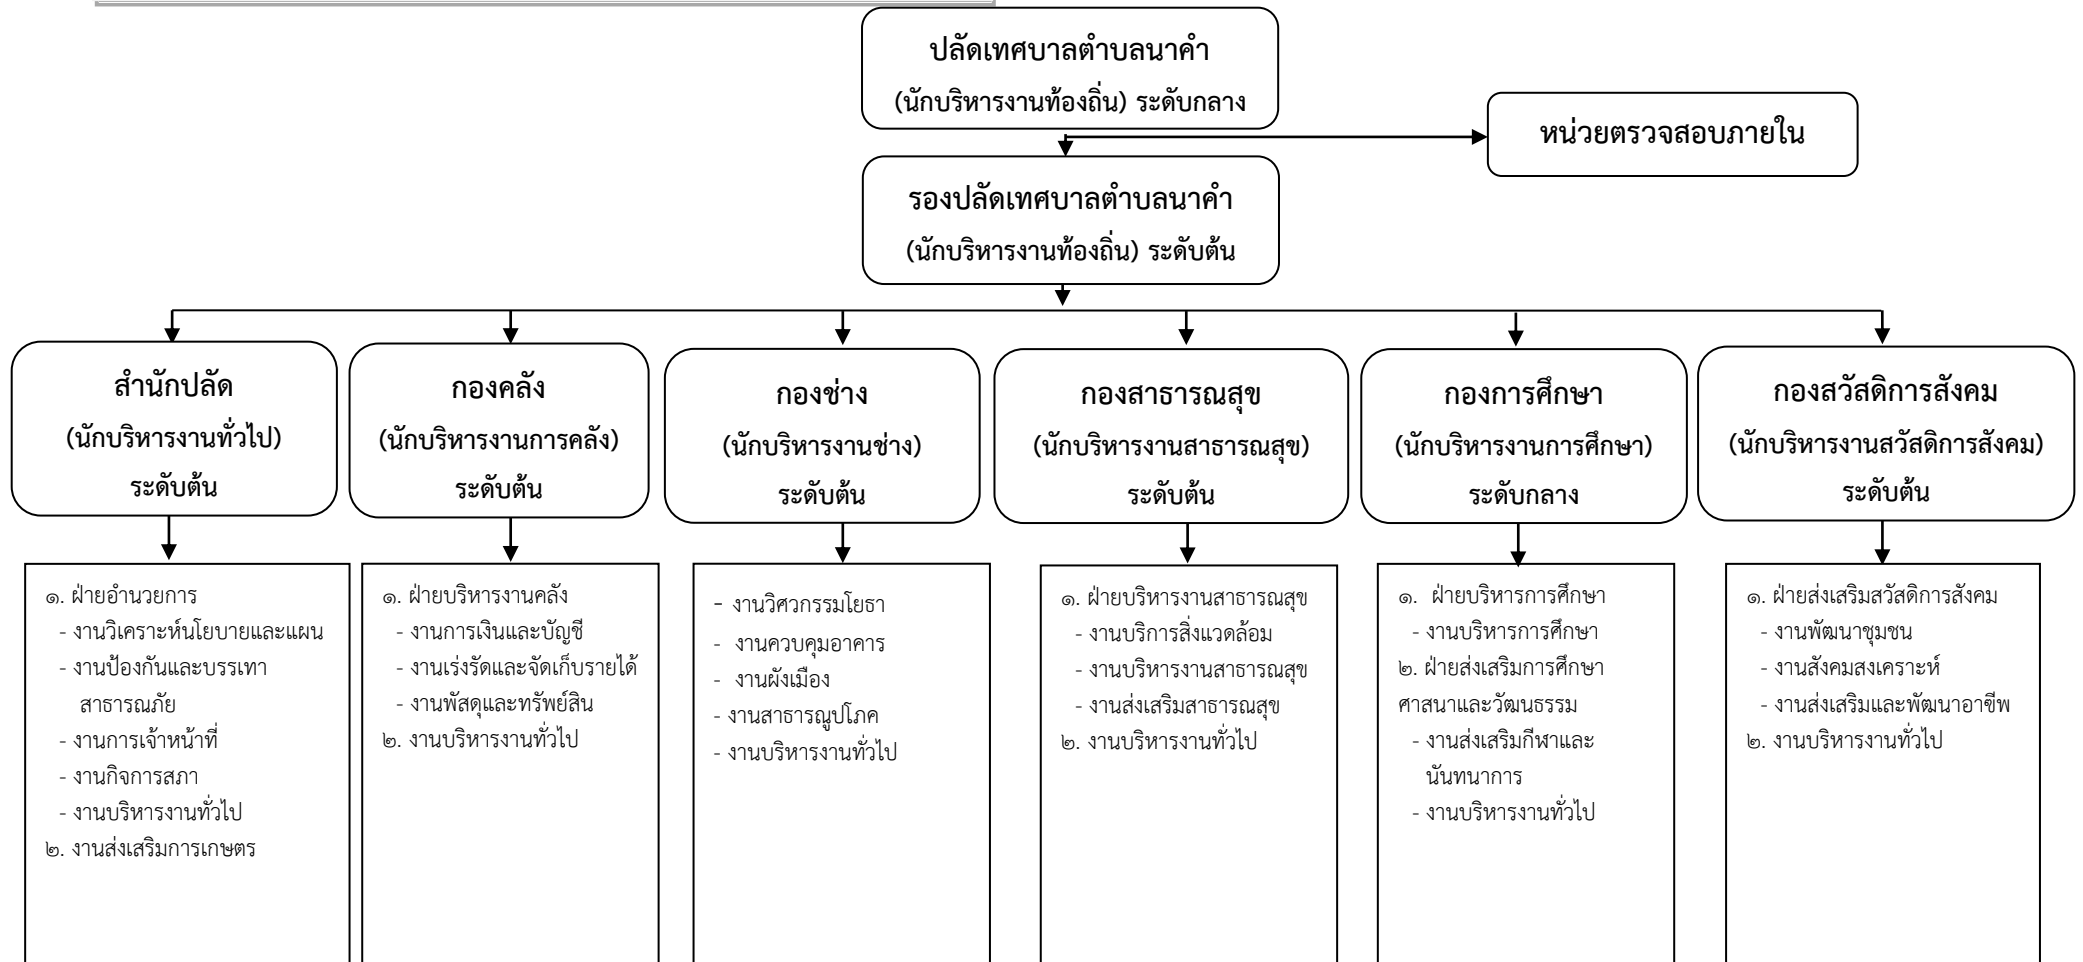 ปลัดเทศบาลตำบลนาคำ
(นักบริหารงานท้องถิ่น) ระดับกลาง
หน่วยตรวจสอบภายใน
รองปลัดเทศบาลตำบลนาคำ
(นักบริหารงานท้องถิ่น) ระดับต้น
สำนักปลัด
(นักบริหารงานทั่วไป)
ระดับต้น
กองคลัง
(นักบริหารงานการคลัง)
ระดับต้น
กองช่าง
(นักบริหารงานช่าง)
ระดับต้น
กองสาธารณสุข
(นักบริหารงานสาธารณสุข)
ระดับต้น
กองการศึกษา
(นักบริหารงานการศึกษา)
ระดับกลาง
กองสวัสดิการสังคม
(นักบริหารงานสวัสดิการสังคม)
ระดับต้น
๑. ฝ่ายอำนวยการ
- งานวิเคราะห์นโยบายและแผน
- งานป้องกันและบรรเทา
สาธารณภัย
- งานการเจ้าหน้าที่
- งานกิจการสภา
- งานบริหารงานทั่วไป
๒. งานส่งเสริมการเกษตร
๑. ฝ่ายบริหารงานคลัง
- งานการเงินและบัญชี
- งานเร่งรัดและจัดเก็บรายได้
- งานพัสดุและทรัพย์สิน
๒. งานบริหารงานทั่วไป
- งานวิศวกรรมโยธา
- งานควบคุมอาคาร
- งานผังเมือง
- งานสาธารณูปโภค
- งานบริหารงานทั่วไป
๑. ฝ่ายบริหารงานสาธารณสุข
- งานบริการสิ่งแวดล้อม
- งานบริหารงานสาธารณสุข
- งานส่งเสริมสาธารณสุข
๒. งานบริหารงานทั่วไป
๑. ฝ่ายบริหารการศึกษา
- งานบริหารการศึกษา
๒. ฝ่ายส่งเสริมการศึกษา
ศาสนาและวัฒนธรรม
- งานส่งเสริมกีฬาและ
นันทนาการ
- งานบริหารงานทั่วไป
๑. ฝ่ายส่งเสริมสวัสดิการสังคม
- งานพัฒนาชุมชน
- งานสังคมสงเคราะห์
- งานส่งเสริมและพัฒนาอาชีพ
๒. งานบริหารงานทั่วไป